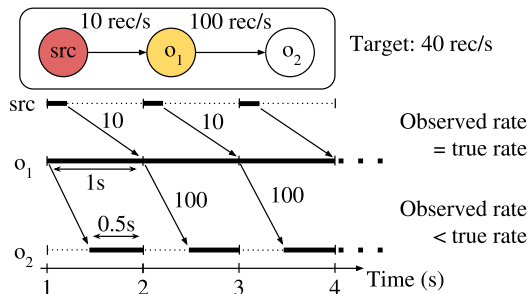 10 rec/s 100 rec/s
src o1 o2
Target: 40 rec/s
src
10 10
Observed rate
= true rate
o1
1s
100 100
Observed rate
< true rate
0.5s
o2
1 2 3 4 Time (s)